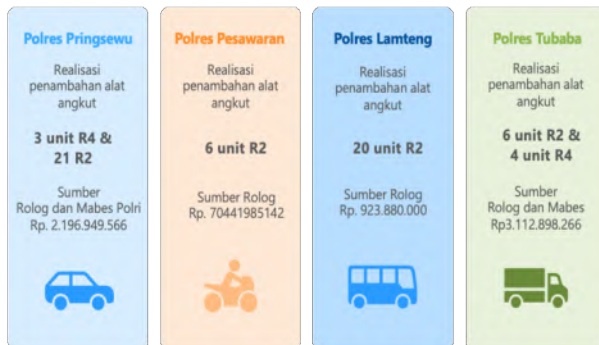 Polres Pringsewu
Realisasi
penambahan alat
angkut
3 unit R4 &
21 R2
Sumber
Rolog dan Mabes Polri
Rp. 2.196.949.566
Polres Pesawaran
Realisasi
penambahan alat
angkut
6 unit R2
Sumber Rolog
Rp. 70441985142
Polres Lamteng
Realisasi
penambahan alat
angkut
20 unit R2
Sumber Rolog
Rp. 923.880.000
Polres Tubaba
Realisasi
penambahan alat
angkut
6 unit R2 &
4 unit R4
Sumber
Rolog dan Mabes
Rp3.112.898.266